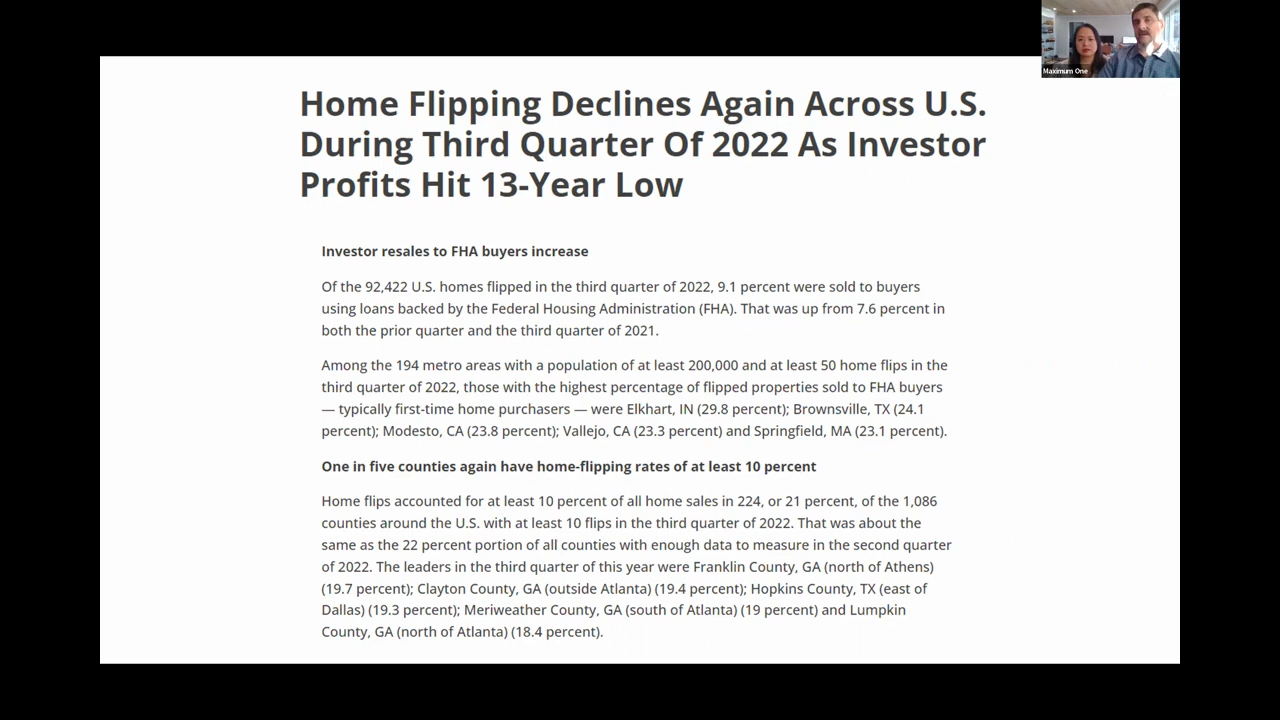 Maximum One
Home Flipping Declines Again Across U.S.
During Third Quarter Of 2022 As Investor
Profits Hit 13-Year Low
Investor resales to FHA buyers increase
Of the 92,422 U.S. homes flipped in the third quarter of 2022, 9.1 percent were sold to buyers
using loans backed by the Federal Housing Administration (FHA). That was up from 7.6 percent in
both the prior quarter and the third quarter of 2021.
Among the 194 metro areas with a population of at least 200,000 and at least 50 home flips in the
third quarter of 2022, those with the highest percentage of flipped properties sold to FHA buyers
— typically first-time home purchasers — were Elkhart, IN (29.8 percent); Brownsville, TX (24.1
percent); Modesto, CA (23.8 percent); Vallejo, CA (23.3 percent) and Springfield, MA (23.1 percent).
One in five counties again have home-flipping rates of at least 10 percent
Home flips accounted for at least 10 percent of all home sales in 224, or 21 percent, of the 1,086
counties around the U.S. with at least 10 flips in the third quarter of 2022. That was about the
same as the 22 percent portion of all counties with enough data to measure in the second quarter
of 2022. The leaders in the third quarter of this year were Franklin County, GA (north of Athens)
(19.7 percent); Clayton County, GA (outside Atlanta) (19.4 percent); Hopkins County, TX (east of
Dallas) (19.3 percent); Meriweather County, GA (south of Atlanta) (19 percent) and Lumpkin
County, GA (north of Atlanta) (18.4 percent).